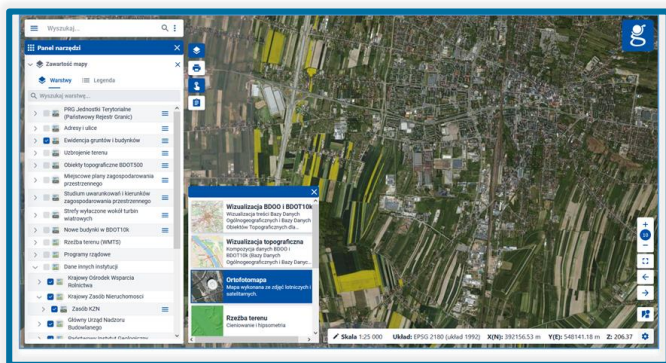 Wyszukaj...
Panel narzędzi
Zawartość mapy
Warstwy
Legenda
Wyszukaj warstwę...
PRG Jednostki Terytorialne
(Państwowy Rejestr Granic)
Adresy i ulice
Ewidencja gruntów i budynków
Uzbrojenie terenu
Obiekty topograficzne BDOT500
Miejscowe plany zagospodarowania
przestrzennego
Studium uwarunkowań i kierunków
zagospodarowania przestrzennego
Strefy wyłączone wokół turbin
wiatrowych
Nowe budynki w BDOT10k
Rzeźba terenu (WMTS)
Programy rządowe
Dane innych instytucji
Krajowy Ośrodek Wsparcia
Rolnictwa
Krajowy Zasób Nieruchomości
Zasób KZN
Główny Urząd Nadzoru
Budowlanego
Państwowy Instytut Geologiczny
Wizualizacja BDOO i BDOT10k
Wizualizacja treści Bazy Danych
Ogólnogeograficznych i Bazy Danych
Obiektów Topograficznych dla...
Wizualizacja topograficzna
Kompozycja danych BDOO i
BDOT10k (Bazy Danych
Ogólnogeograficznych i Bazy Danyc...
Ortofotomapa
Mapa wykonana ze zdjęć lotniczych i
satelitarnych.
Rzeźba terenu
Cieniowanie i hipsometria
g
10
Skala 1:25 000 Układ: EPSG 2180 (układ 1992) X(N): 392156.53 m Y(E): 548141.18 m Z: 206.37